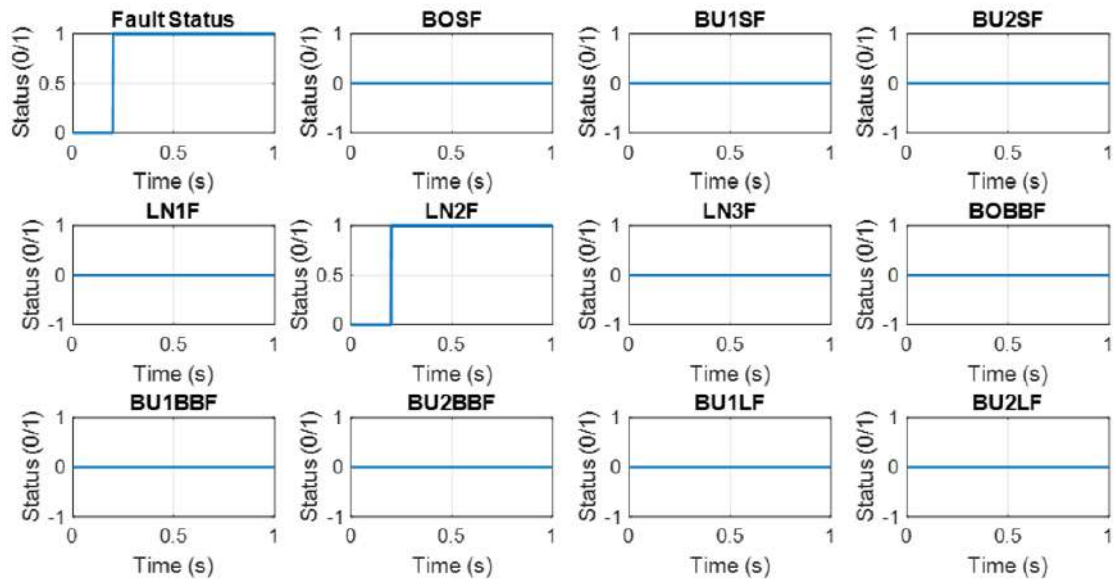 Fault Status BOSF BU1SF BU2SF
Status (0/1) Status (0/1) Status (0/1) Status (0/1)
1 1 1 1
0.5 0 0 0
0 -1 -1 -1
0 0.5 1 0 0.5 1 0 0.5 1 0 0.5 1
Time (s) Time (s) Time (s) Time (s)
LN1F LN2F LN3F BOBBF
Status (0/1) Status (0/1) Status (0/1) Status (0/1)
1 1 1 1
0 0.5 0 0
-1 0 -1 -1
0 0.5 1 0 0.5 1 0 0.5 1 0 0.5 1
Time (s) Time (s) Time (s) Time (s)
BU1BBF BU2BBF BU1LF BU2LF
Status (0/1) Status (0/1) Status (0/1) Status (0/1)
1 1 1 1
0 0 0 0
-1 -1 -1 -1
0 0.5 1 0 0.5 1 0 0.5 1 0 0.5 1
Time (s) Time (s) Time (s) Time (s)